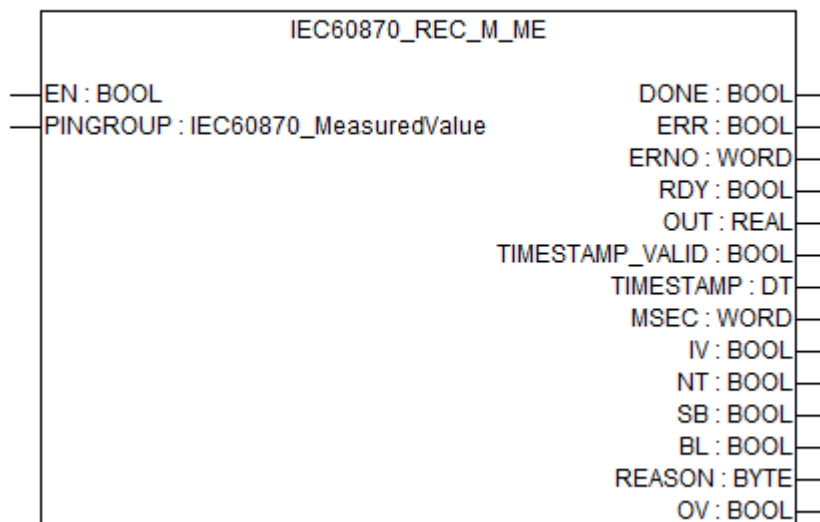 IEC60870_REC_M_ME
EN : BOOL DONE : BOOL
PINGROUP : IEC60870_MeasuredValue ERR : BOOL
ERNO : WORD
RDY : BOOL
OUT : REAL
TIMESTAMP_VALID : BOOL
TIMESTAMP : DT
MSEC : WORD
IV : BOOL
NT : BOOL
SB : BOOL
BL : BOOL
REASON : BYTE
OV : BOOL